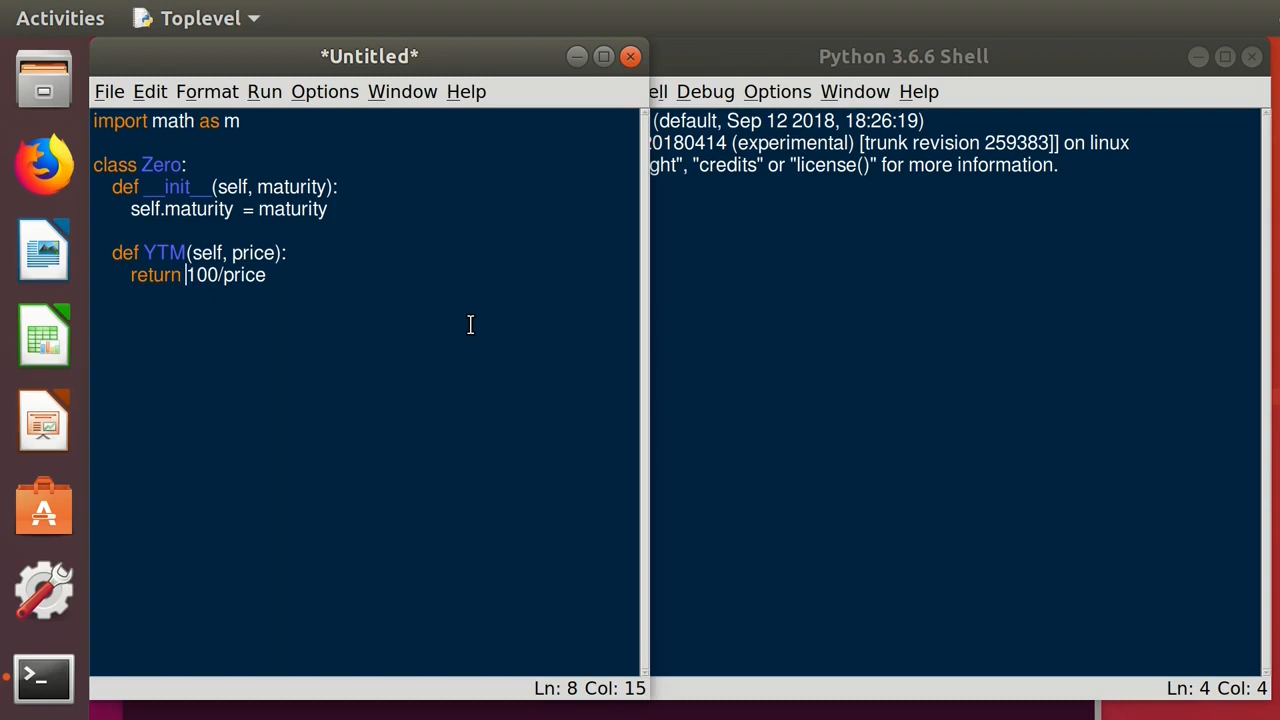 Activities
Toplevel
*Untitled*
File Edit Format Run Options Window Help
import math as m
class Zero:
def __init__(self, maturity):
self.maturity  = maturity
def YTM(self, price):
return 100/price
Ln: 8 Col: 15
Python 3.6.6 Shell
ell Debug Options Window Help
(default, Sep 12 2018, 18:26:19)
20180414 (experimental) [trunk revision 259383]] on linux
ght", "credits" or "license()" for more information.
Ln: 4 Col: 4